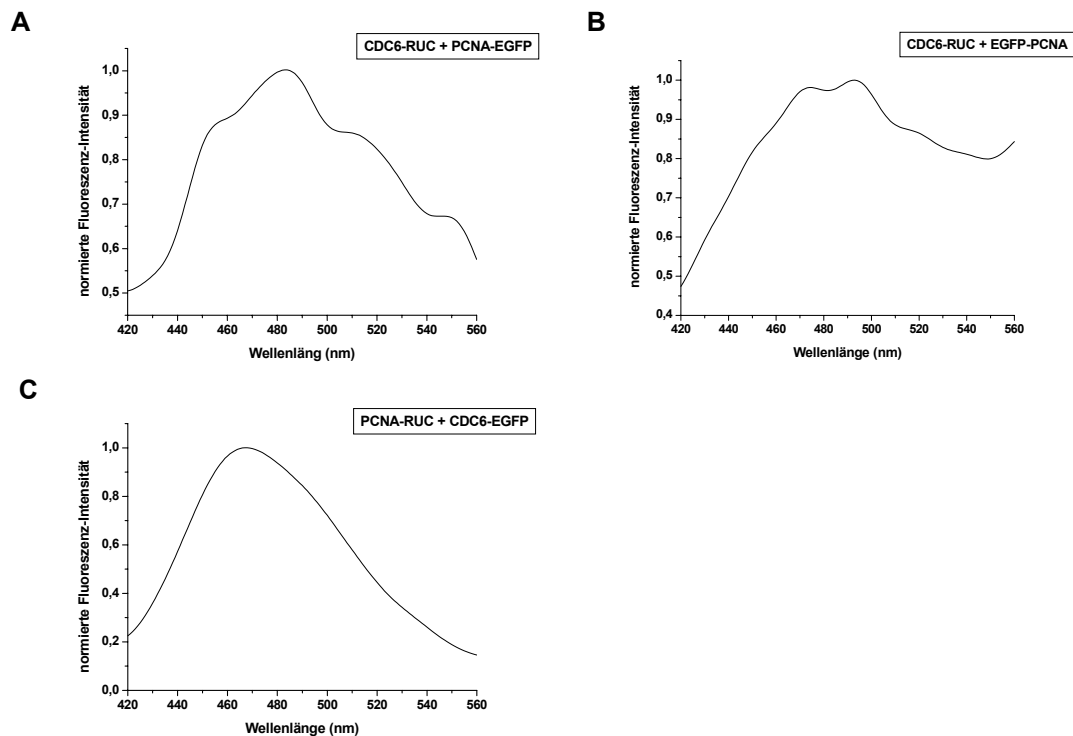 A
CDC6-RUC + PCNA-EGFP
normierte Fluoreszenz-Intensität
1,0
0,9
0,8
0,7
0,6
0,5
420 440 460 480 500 520 540 560
Wellenläng (nm)
B
CDC6-RUC + EGFP-PCNA
normierte Fluoreszenz-Intensität
1,0
0,9
0,8
0,7
0,6
0,5
0,4
420 440 460 480 500 520 540 560
Wellenlänge (nm)
C
PCNA-RUC + CDC6-EGFP
normierte Fluoreszenz-Intensität
1,0
0,8
0,6
0,4
0,2
0,0
420 440 460 480 500 520 540 560
Wellenlänge (nm)